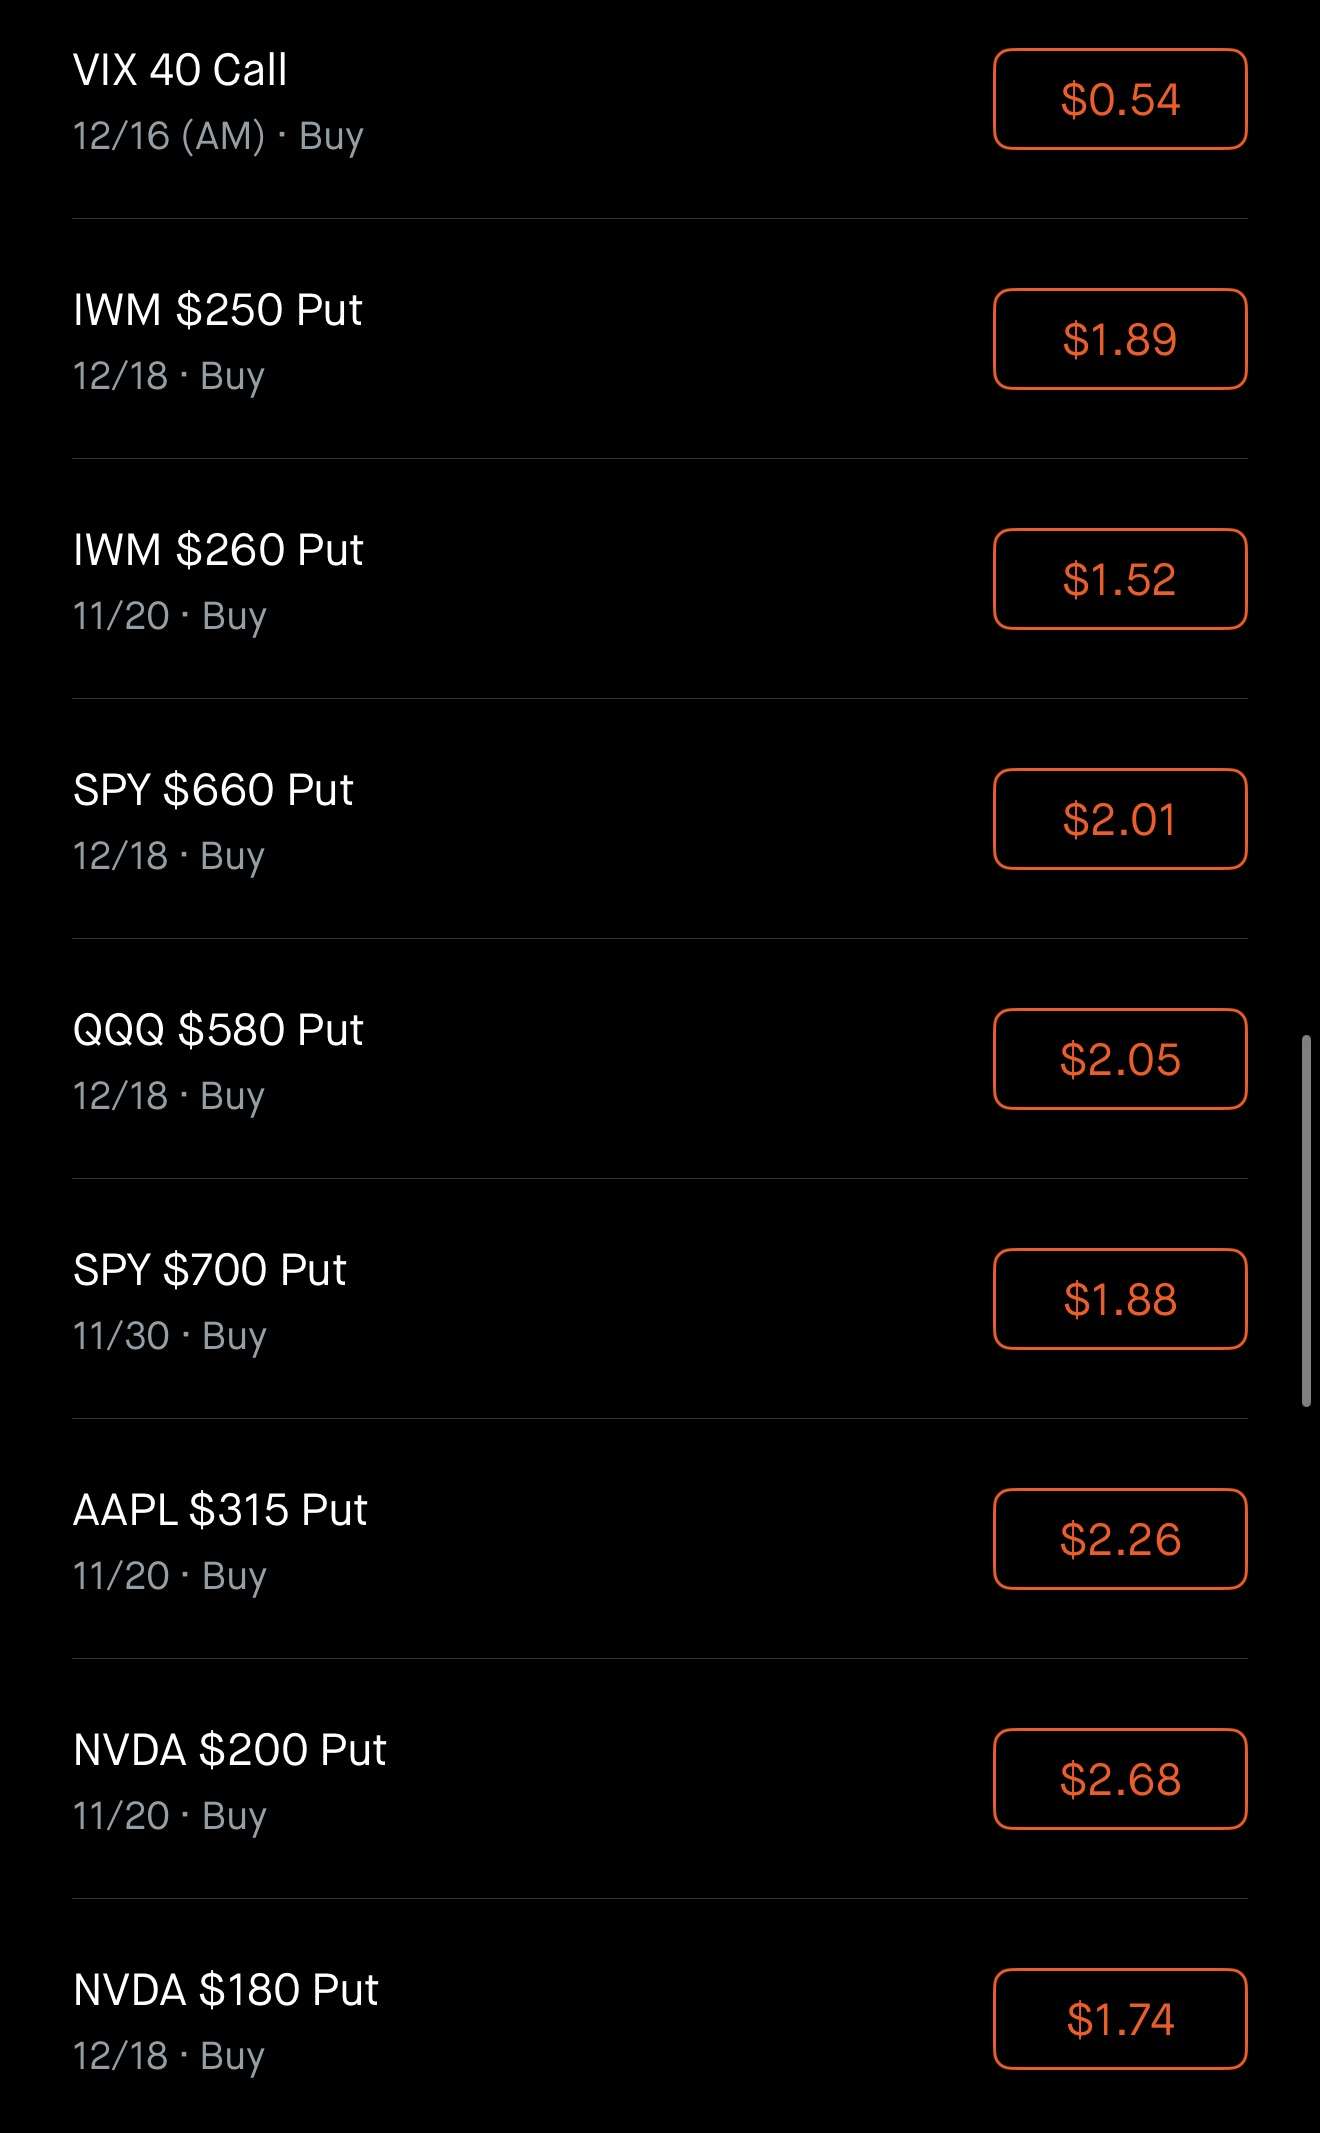 VIX 40 Call
$0.54
12/16 (AM) · Buy
IWM $250 Put
$1.89
12/18 · Buy
IWM $260 Put
$1.52
11/20 · Buy
SPY $660 Put
$2.01
12/18 · Buy
QQQ $580 Put
$2.05
12/18 · Buy
SPY $700 Put
$1.88
11/30 · Buy
AAPL $315 Put
$2.26
11/20 · Buy
NVDA $200 Put
$2.68
11/20 · Buy
NVDA $180 Put
$1.74
12/18 · Buy